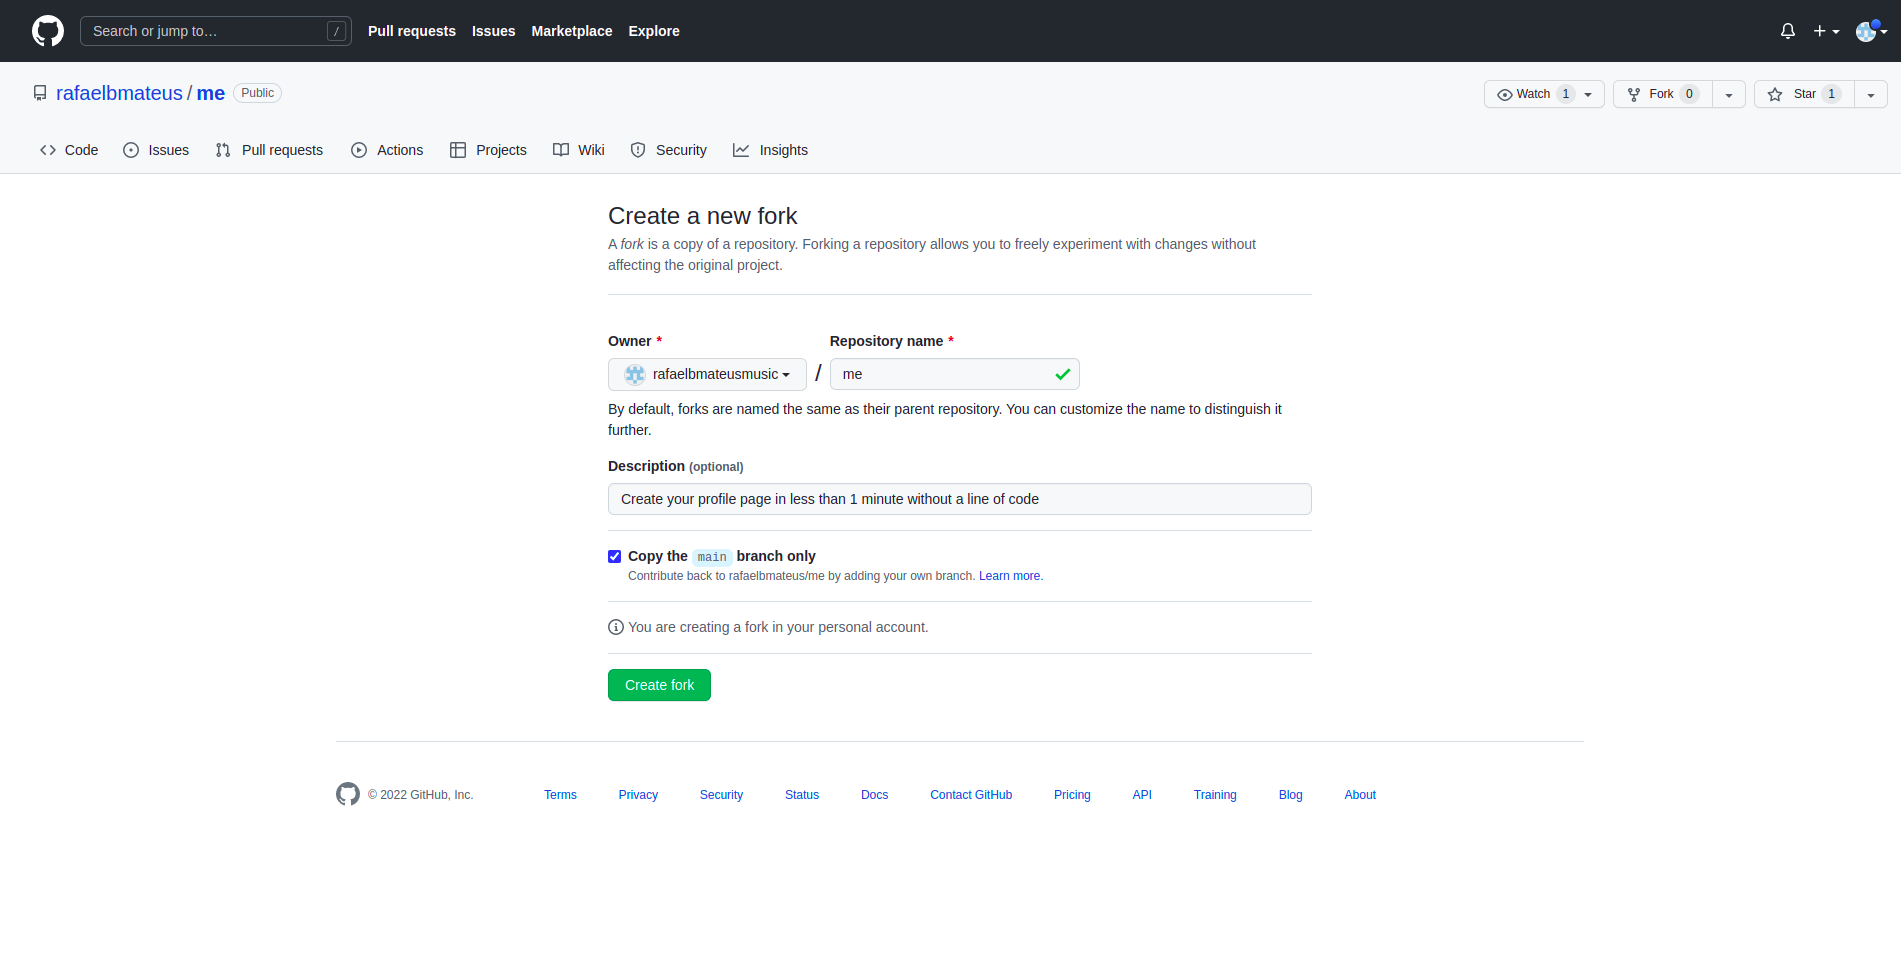 Search or jump to… /
Pull requests Issues Marketplace Explore
rafaelbmateus / me Public
Watch 1 Fork 0 Star 1
Code Issues Pull requests Actions Projects Wiki Security Insights
Create a new fork
A fork is a copy of a repository. Forking a repository allows you to freely experiment with changes without
affecting the original project.
Owner * Repository name *
rafaelbmateusmusic / me
By default, forks are named the same as their parent repository. You can customize the name to distinguish it
further.
Description (optional)
Create your profile page in less than 1 minute without a line of code
Copy the main branch only
Contribute back to rafaelbmateus/me by adding your own branch. Learn more.
You are creating a fork in your personal account.
Create fork
© 2022 GitHub, Inc. Terms Privacy Security Status Docs Contact GitHub Pricing API Training Blog About